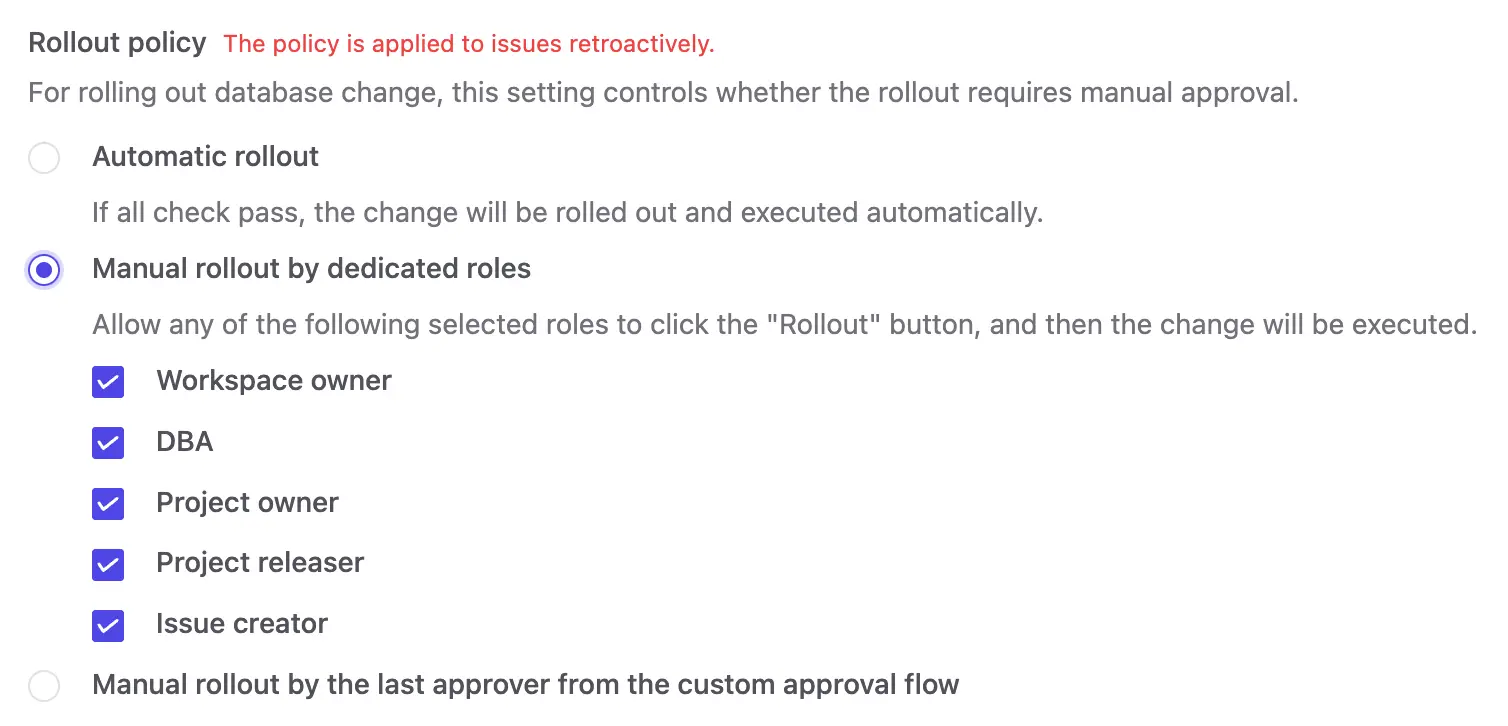 Rollout policy The policy is applied to issues retroactively.
For rolling out database change, this setting controls whether the rollout requires manual approval.
Automatic rollout
If all check pass, the change will be rolled out and executed automatically.
Manual rollout by dedicated roles
Allow any of the following selected roles to click the "Rollout" button, and then the change will be executed.
Workspace owner
DBA
Project owner
Project releaser
Issue creator
Manual rollout by the last approver from the custom approval flow